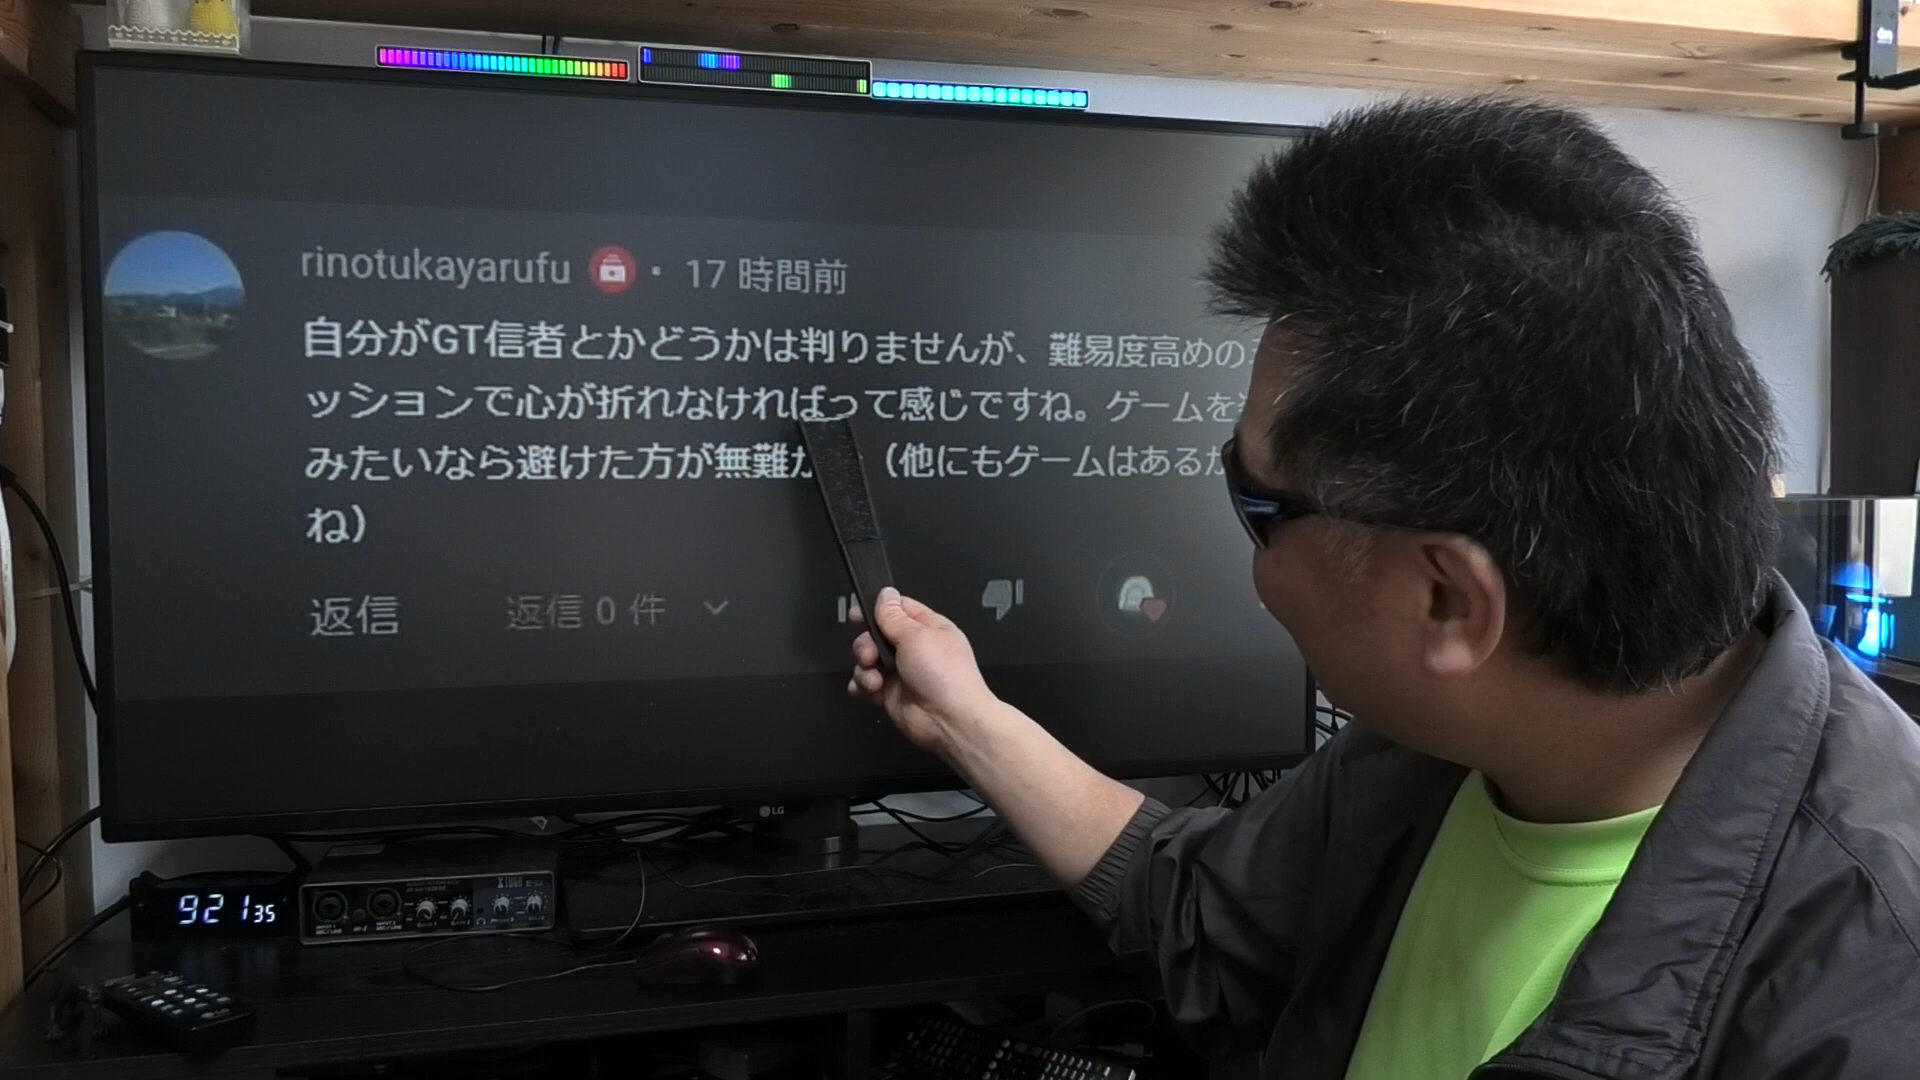 rinotukayarufu · 17 時間前
自分がGT信者とかどうかは判りませんが、難易度高めの
ッションで心が折れなければって感じですね。ゲームを
みたいなら避けた方が無難か（他にもゲームはあるか
ね）
返信 返信 0 件
LG
921 35